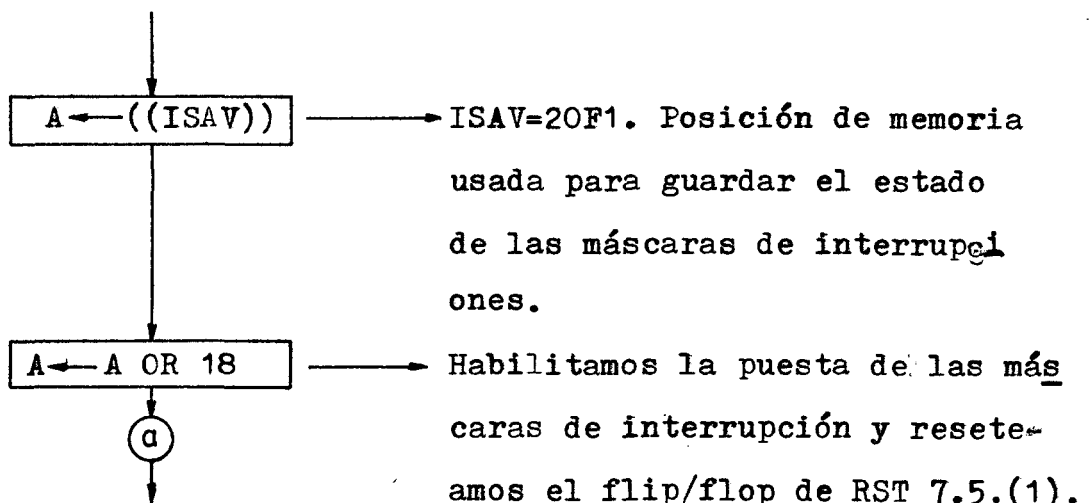 A←((ISAV)) → ISAV=20F1. Posición de memoria
usada para guardar el estado
de las máscaras de interrupci
ones.
A← A OR 18 → Habilitamos la puesta de las más
caras de interrupción y resete-
a
amos el flip/flop de RST 7.5.(1).